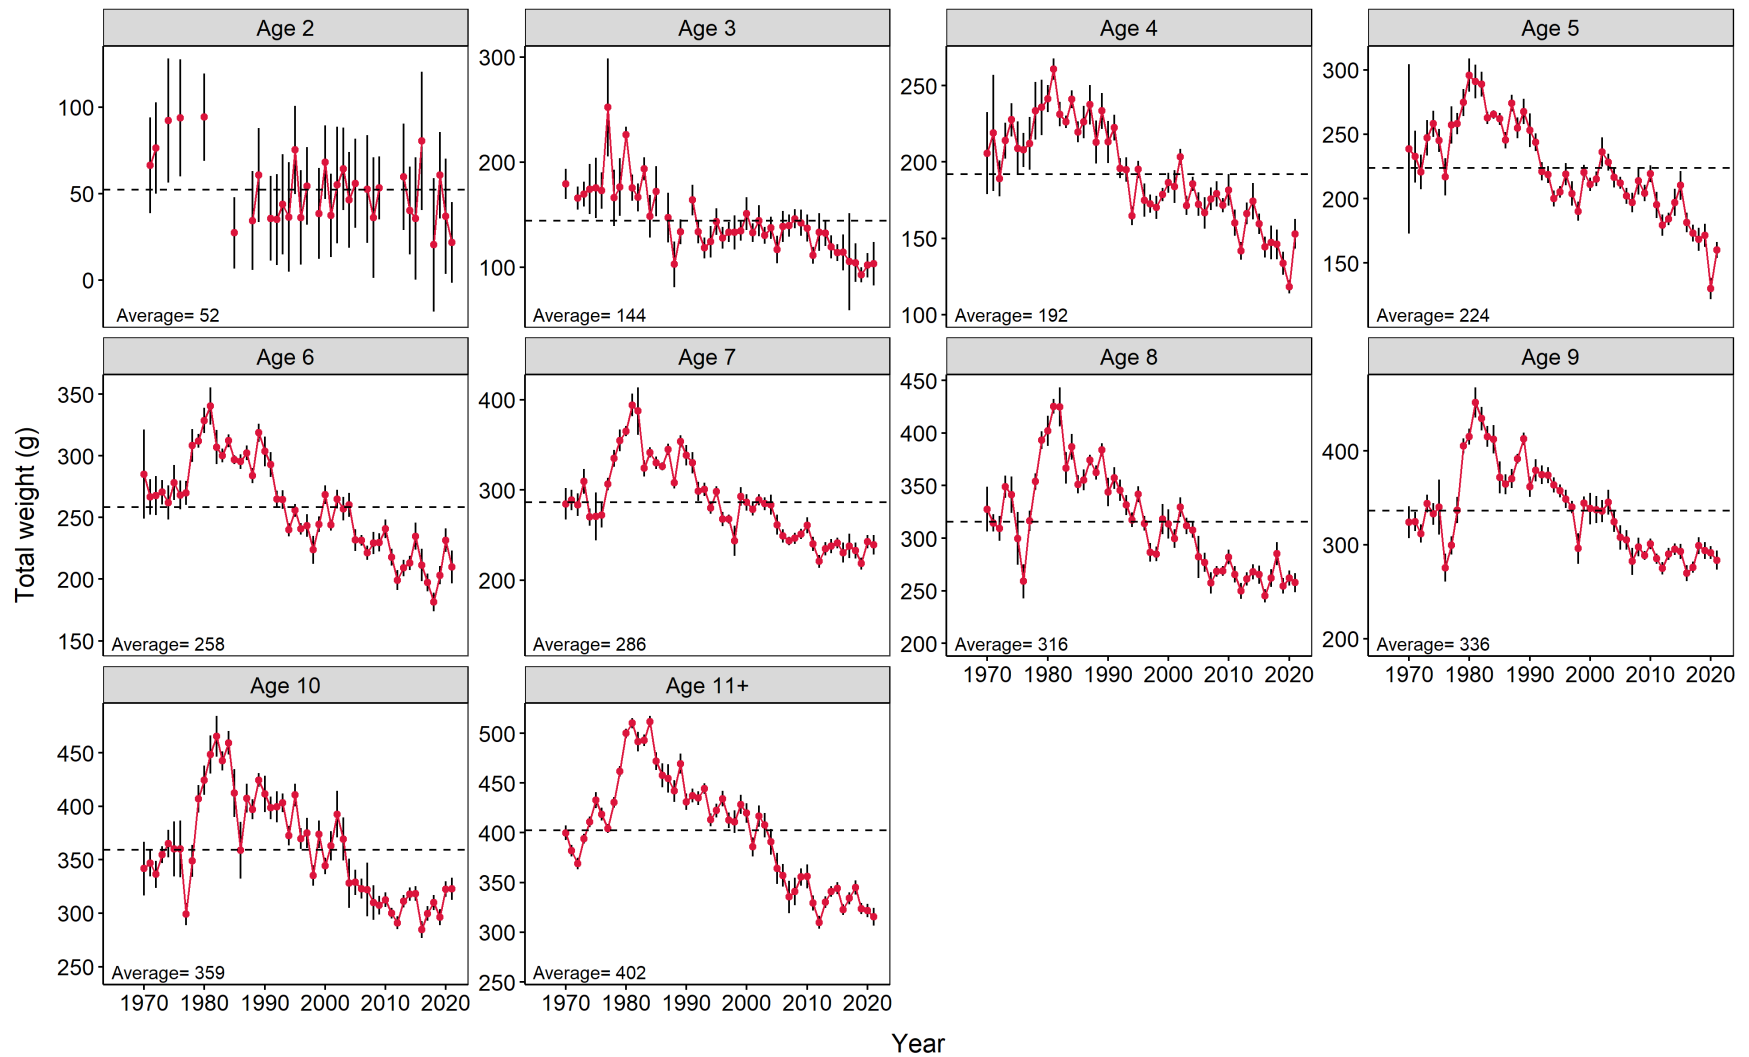 Age 2
Age 3
Age 4
Age 5
100
50
0
Average= 52
300
200
100
Average= 144
250
200
150
100
Average= 192
300
250
200
150
Average= 224
Total weight (g)
Age 6
Age 7
Age 8
Age 9
350
300
250
200
150
Average= 258
400
300
200
Average= 286
450
400
350
300
250
200
Average= 316
1970 1980 1990 2000 2010 2020
400
300
200
Average= 336
1970 1980 1990 2000 2010 2020
Age 10
Age 11+
450
400
350
300
250
Average= 359
1970 1980 1990 2000 2010 2020
500
450
400
350
300
250
Average= 402
1970 1980 1990 2000 2010 2020
Year